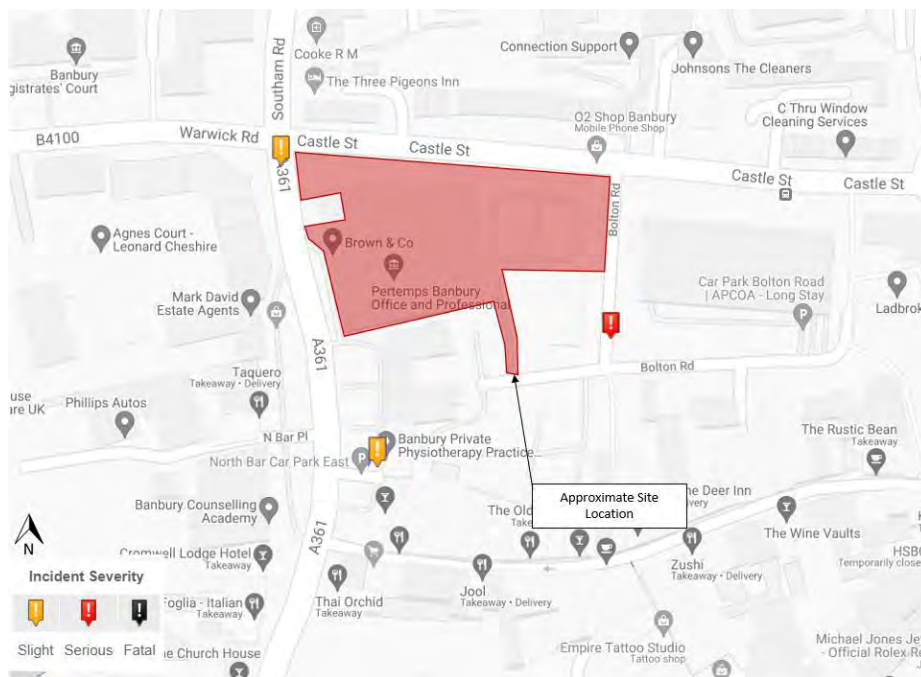 Banbury
gistrates' Court
Southam Rd
Cooke R M
The Three Pigeons Inn
Connection Support
Johnsons The Cleaners
O2 Shop Banbury
Mobile Phone Shop
C Thru Window
Cleaning Services
B4100
Warwick Rd
Castle St
Castle St
Castle St
Castle St
A361
Bolton Rd
Agnes Court -
Leonard Cheshire
Brown & Co
Pertemps Banbury
Office and Professional
Car Park Bolton Road
| APCOA - Long Stay
Mark David
Estate Agents
Ladbrok
A361
Taquero
Takeaway • Delivery
Bolton Rd
use
are UK
Phillips Autos
N Bar Pl
The Rustic Bean
Takeaway
Banbury Private
Physiotherapy Practice...
North Bar Car Park East
Approximate Site
Location
The Old
Take
he Deer Inn
very
Banbury Counselling
Academy
The Wine Vaults
A361
N
Cromwell Lodge Hotel
Takeaway
Zushi
Takeaway • Delivery
HSBC
Temporarily close
Incident Severity
Jool
Takeaway • Delivery
Foglia - Italian
Takeaway
Thai Orchid
Takeaway
Slight Serious Fatal
Empire Tattoo Studio
Tattoo shop
Michael Jones Je
- Official Rolex Re
he Church House